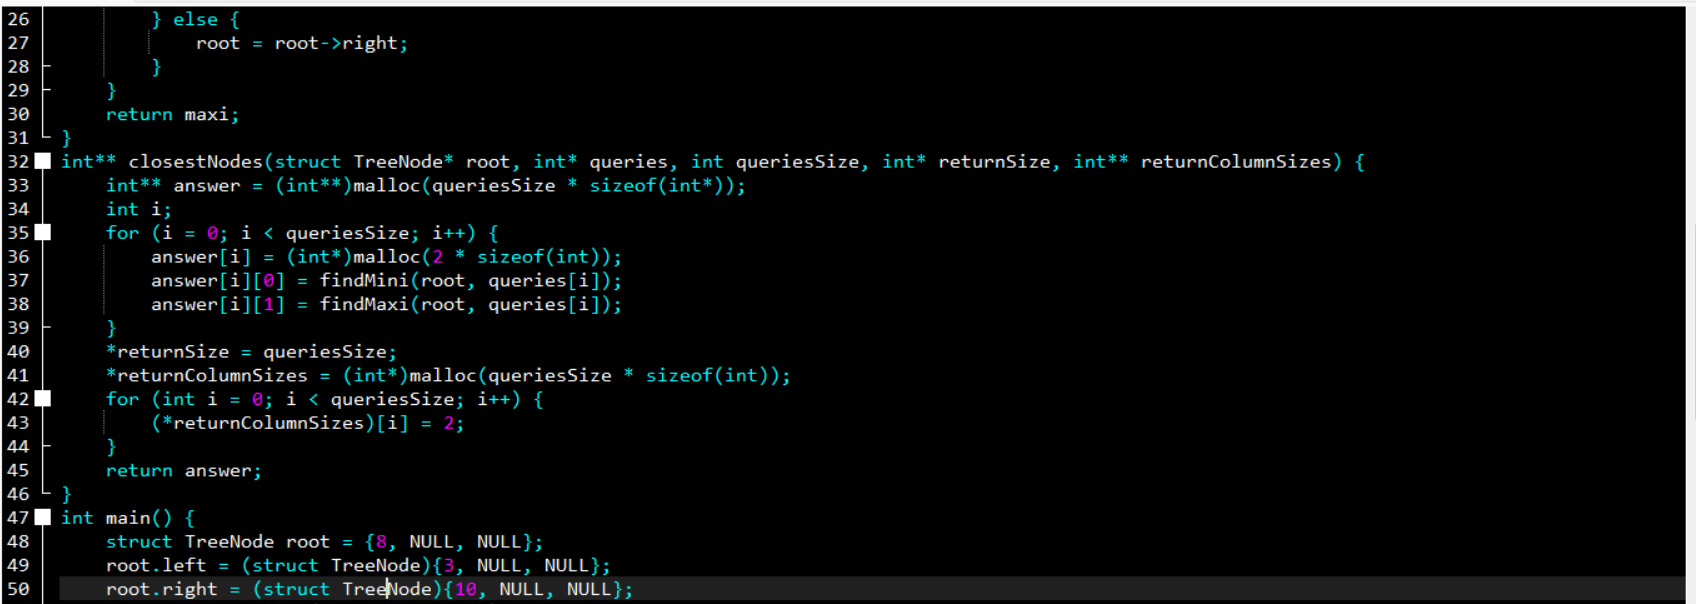 26 } else {
27 root = root->right;
28 }
29 }
30 return maxi;
31 }
32 int** closestNodes(struct TreeNode* root, int* queries, int queriesSize, int* returnSize, int** returnColumnSizes) {
33 int** answer = (int**)malloc(queriesSize * sizeof(int*));
34 int i;
35 for (i = 0; i < queriesSize; i++) {
36 answer[i] = (int*)malloc(2 * sizeof(int));
37 answer[i][0] = findMini(root, queries[i]);
38 answer[i][1] = findMaxi(root, queries[i]);
39 }
40 *returnSize = queriesSize;
41 *returnColumnSizes = (int*)malloc(queriesSize * sizeof(int));
42 for (int i = 0; i < queriesSize; i++) {
43 (*returnColumnSizes)[i] = 2;
44 }
45 return answer;
46 }
47 int main() {
48 struct TreeNode root = {8, NULL, NULL};
49 root.left = (struct TreeNode){3, NULL, NULL};
50 root.right = (struct TreeNode){10, NULL, NULL};